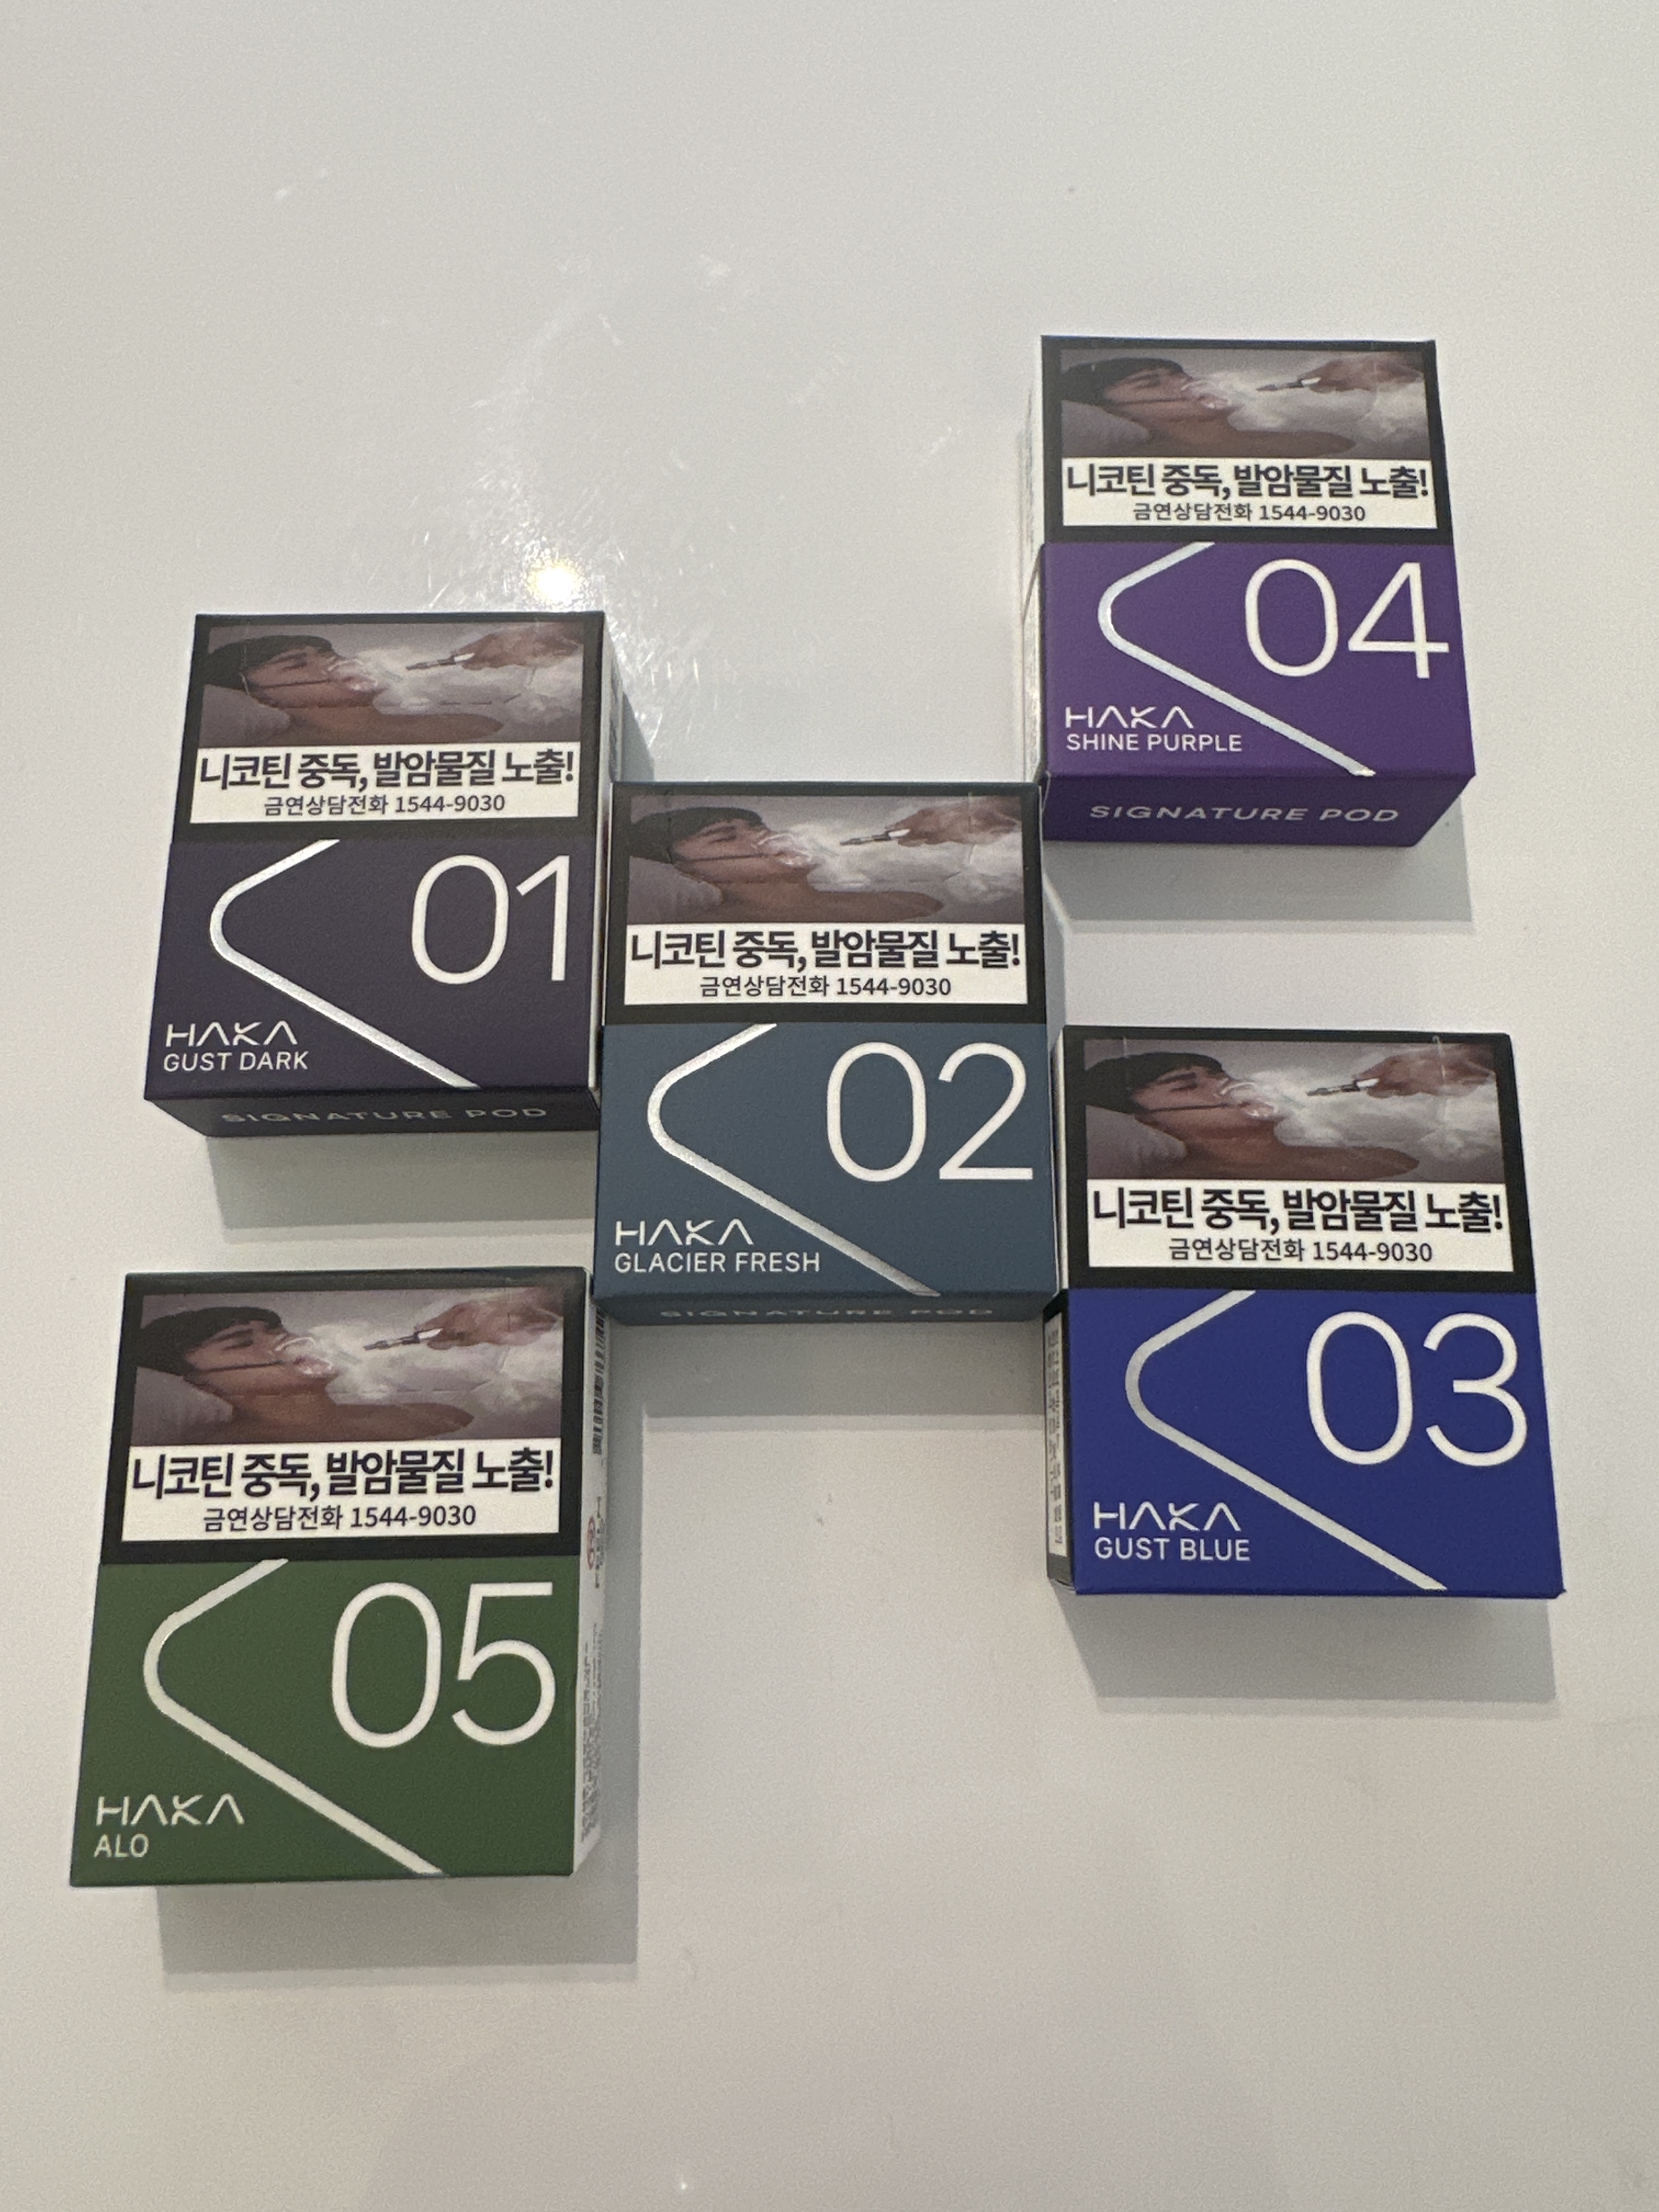 니코틴 중독, 발암물질 노출!
금연상담전화 1544-9030
04
HAKA
SHINE PURPLE
SIGNATURE POD
니코틴 중독, 발암물질 노출!
금연상담전화 1544-9030
01
HAKA
GUST DARK
SIGNATURE POD
니코틴 중독, 발암물질 노출!
금연상담전화 1544-9030
02
HAKA
GLACIER FRESH
SIGNATURE POD
니코틴 중독, 발암물질 노출!
금연상담전화 1544-9030
03
HAKA
GUST BLUE
니코틴 중독, 발암물질 노출!
금연상담전화 1544-9030
05
HAKA
ALO